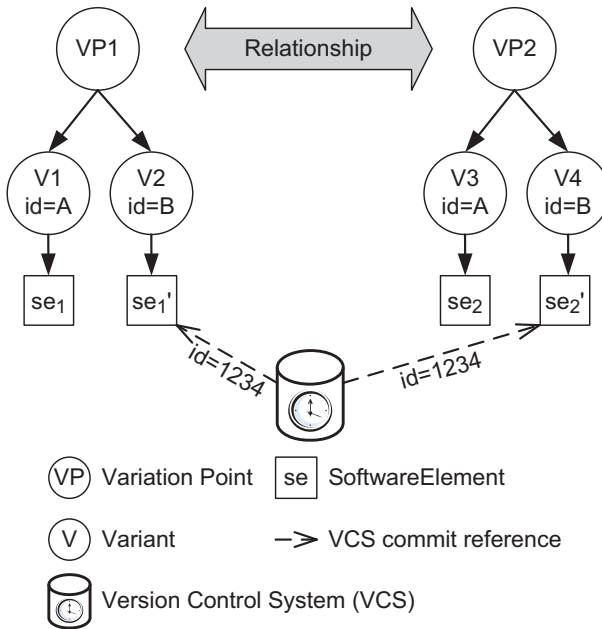 VP1 Relationship VP2
V1 V2 V3 V4
id=A id=B id=A id=B
se₁ se₁' se₂ se₂'
id=1234 id=1234
VP Variation Point se SoftwareElement
V Variant VCS commit reference
Version Control System (VCS)